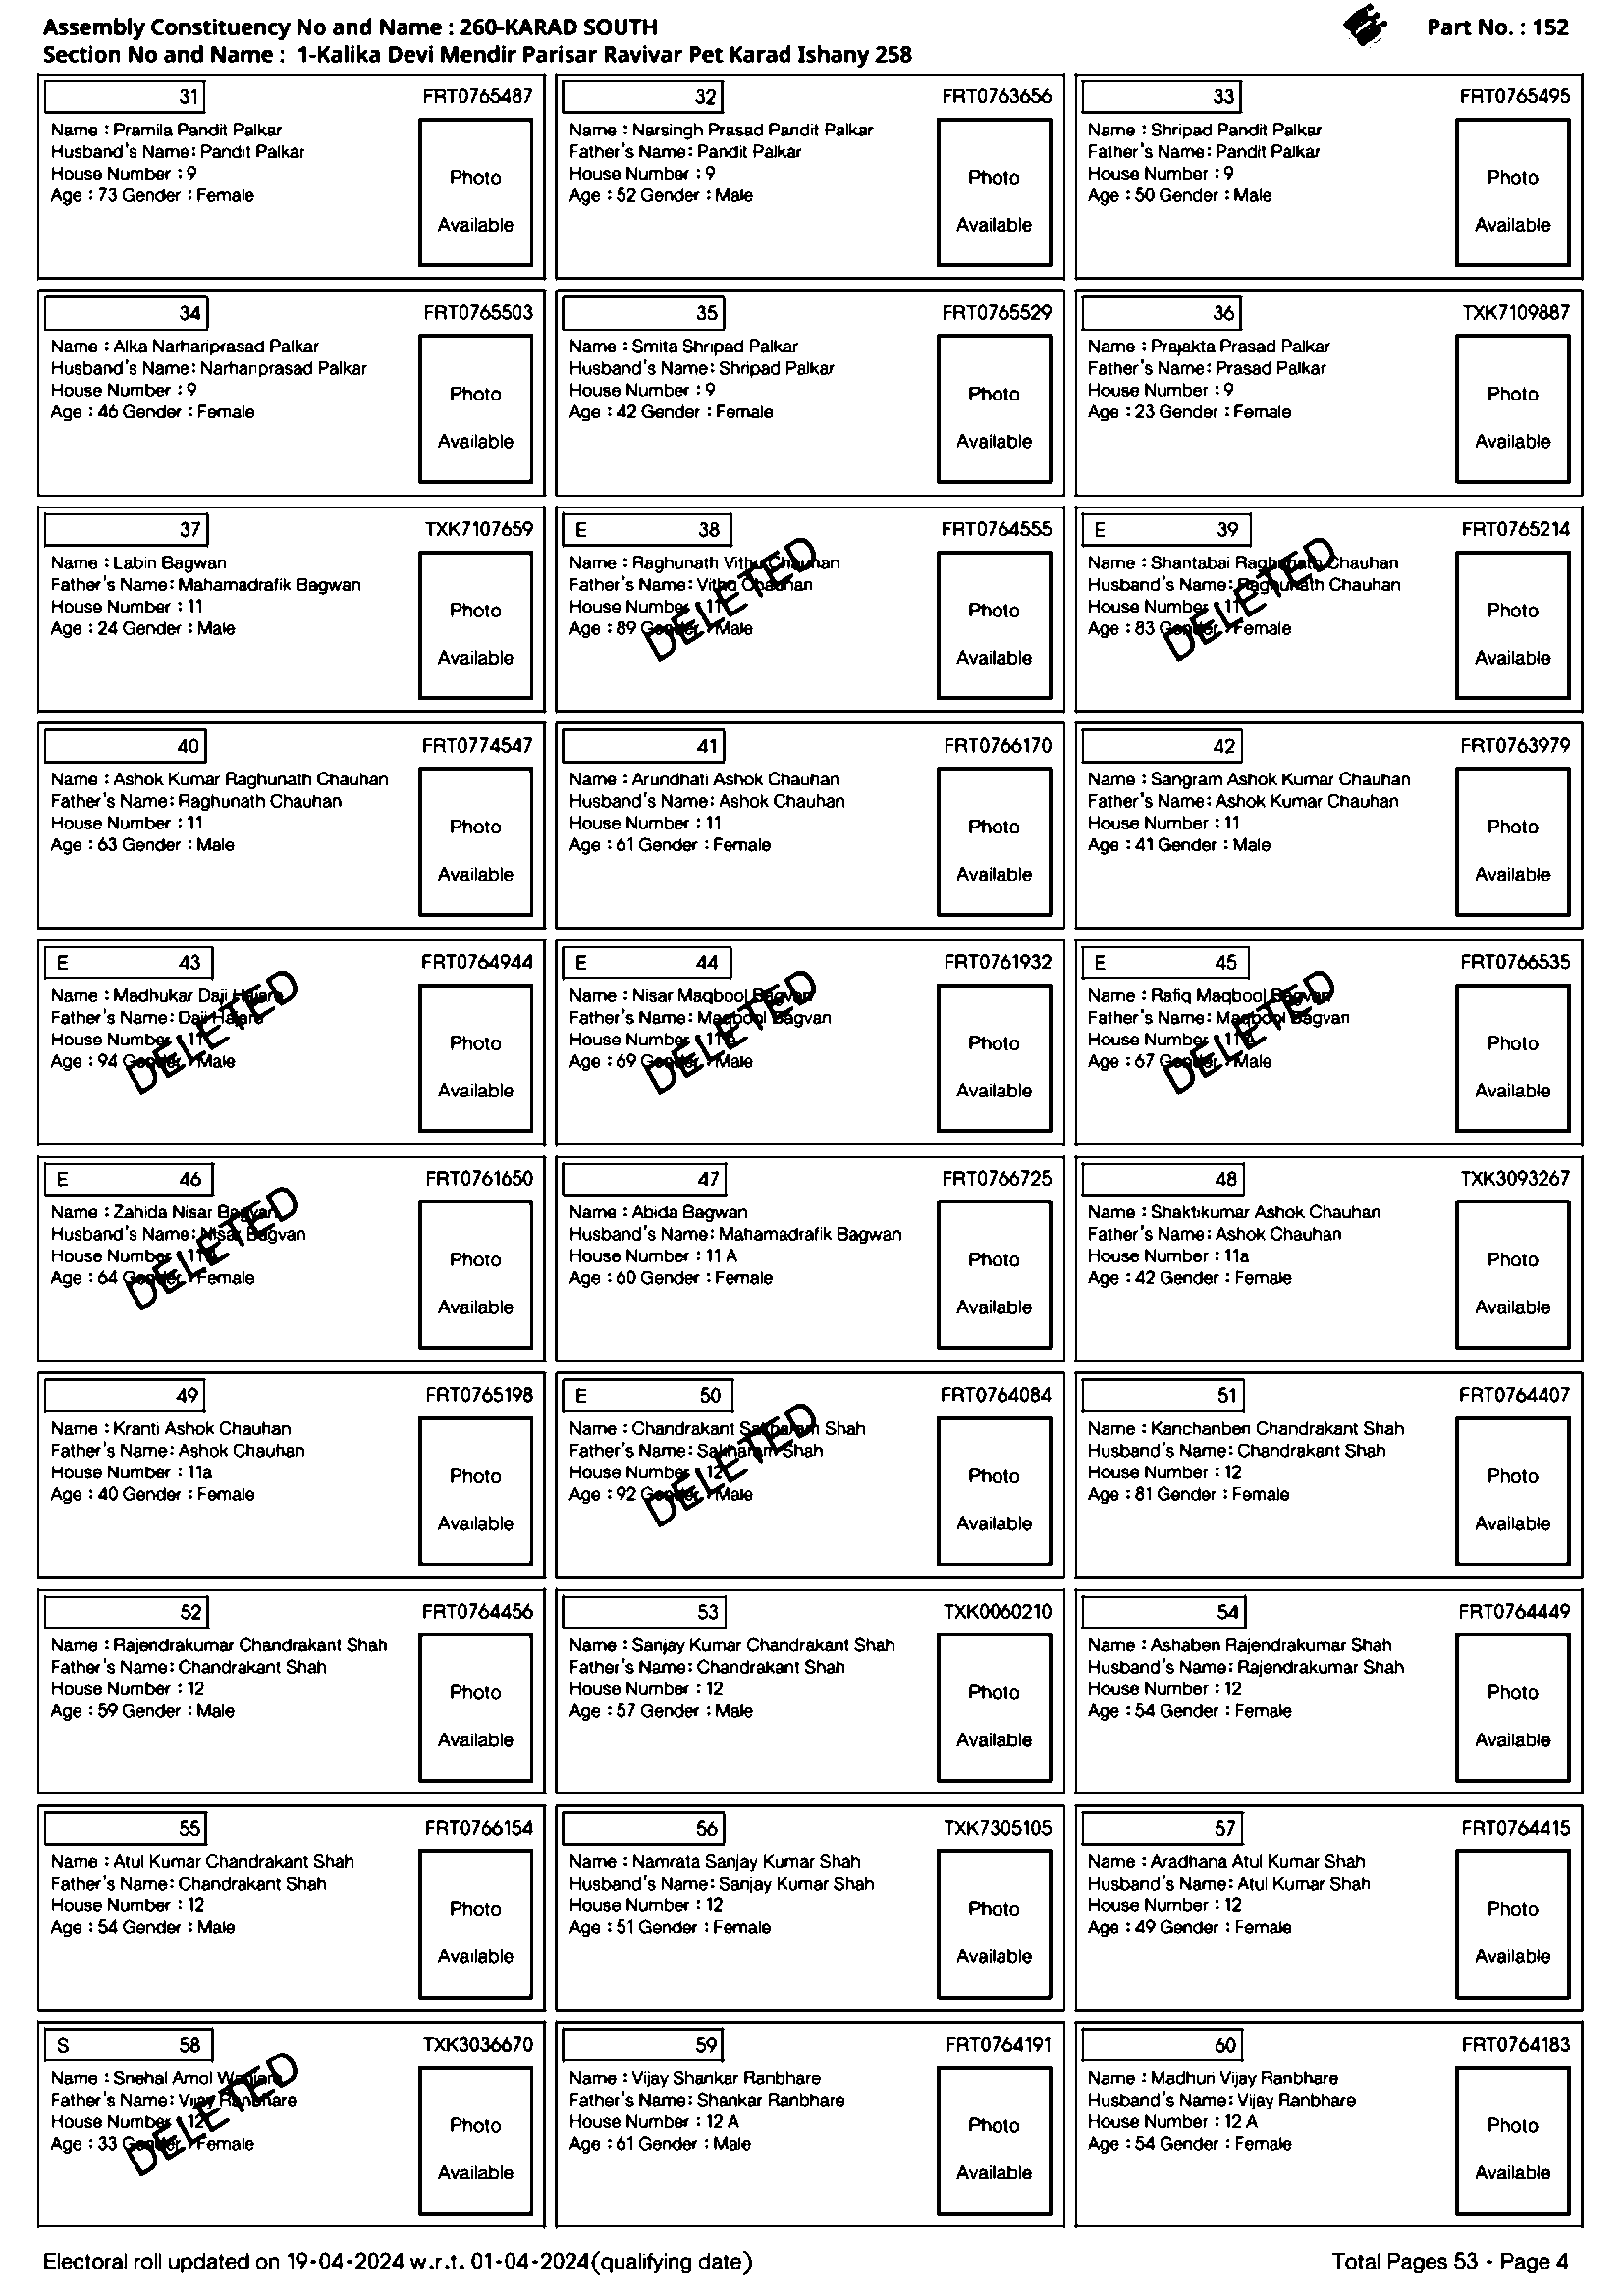 Assembly Constituency No and Name : 260-KARAD SOUTH
Part No. : 152
Section No and Name : 1-Kalika Devi Mendir Parisar Ravivar Pet Karad Ishany 258
31 FRT0765487
Name : Pramila Pandit Palkar
Husband's Name: Pandit Palkar
House Number : 9
Age : 73 Gender : Female
Photo
Available
32 FRT0763656
Name : Narsingh Prasad Pandit Palkar
Father's Name: Pandit Palkar
House Number : 9
Age : 52 Gender : Male
Photo
Available
33 FRT0765495
Name : Shripad Pandit Palkar
Father's Name: Pandit Palkar
House Number : 9
Age : 50 Gender : Male
Photo
Available
34 FRT0765503
Name : Alka Narhariprasad Palkar
Husband's Name: Narhariprasad Palkar
House Number : 9
Age : 46 Gender : Female
Photo
Available
35 FRT0765529
Name : Smita Shripad Palkar
Husband's Name: Shripad Palkar
House Number : 9
Age : 42 Gender : Female
Photo
Available
36 TXK7109887
Name : Prajakta Prasad Palkar
Father's Name: Prasad Palkar
House Number : 9
Age : 23 Gender : Female
Photo
Available
37 TXK7107659
Name : Labin Bagwan
Father's Name: Mahamadrafik Bagwan
House Number : 11
Age : 24 Gender : Male
Photo
Available
E 38 FRT0764555
Name : Raghunath Vithu Chauhan
Father's Name: Vithu Chauhan
House Number : 11
Age : 89 Gender : Male
DELETED
Photo
Available
E 39 FRT0765214
Name : Shantabai Raghunath Chauhan
Husband's Name: Raghunath Chauhan
House Number : 11
Age : 83 Gender : Female
DELETED
Photo
Available
40 FRT0774547
Name : Ashok Kumar Raghunath Chauhan
Father's Name: Raghunath Chauhan
House Number : 11
Age : 63 Gender : Male
Photo
Available
41 FRT0766170
Name : Arundhati Ashok Chauhan
Husband's Name: Ashok Chauhan
House Number : 11
Age : 61 Gender : Female
Photo
Available
42 FRT0763979
Name : Sangram Ashok Kumar Chauhan
Father's Name: Ashok Kumar Chauhan
House Number : 11
Age : 41 Gender : Male
Photo
Available
E 43 FRT0764944
Name : Madhukar Daji Hajare
Father's Name: Daji Hajare
House Number : 11
Age : 94 Gender : Male
DELETED
Photo
Available
E 44 FRT0761932
Name : Nisar Maqbool Bagvan
Father's Name: Maqbool Bagvan
House Number : 11
Age : 69 Gender : Male
DELETED
Photo
Available
E 45 FRT0766535
Name : Rafiq Maqbool Bagvan
Father's Name: Maqbool Bagvan
House Number : 11
Age : 67 Gender : Male
DELETED
Photo
Available
E 46 FRT0761650
Name : Zahida Nisar Bagvan
Husband's Name: Nisar Bagvan
House Number : 11
Age : 64 Gender : Female
DELETED
Photo
Available
47 FRT0766725
Name : Abida Bagwan
Husband's Name: Mahamadrafik Bagwan
House Number : 11 A
Age : 60 Gender : Female
Photo
Available
48 TXK3093267
Name : Shaktikumar Ashok Chauhan
Father's Name: Ashok Chauhan
House Number : 11a
Age : 42 Gender : Female
Photo
Available
49 FRT0765198
Name : Kranti Ashok Chauhan
Father's Name: Ashok Chauhan
House Number : 11a
Age : 40 Gender : Female
Photo
Available
E 50 FRT0764084
Name : Chandrakant Sakharam Shah
Father's Name: Sakharam Shah
House Number : 12
Age : 92 Gender : Male
DELETED
Photo
Available
51 FRT0764407
Name : Kanchanben Chandrakant Shah
Husband's Name: Chandrakant Shah
House Number : 12
Age : 81 Gender : Female
Photo
Available
52 FRT0764456
Name : Rajendrakumar Chandrakant Shah
Father's Name: Chandrakant Shah
House Number : 12
Age : 59 Gender : Male
Photo
Available
53 TXK0060210
Name : Sanjay Kumar Chandrakant Shah
Father's Name: Chandrakant Shah
House Number : 12
Age : 57 Gender : Male
Photo
Available
54 FRT0764449
Name : Ashaben Rajendrakumar Shah
Husband's Name: Rajendrakumar Shah
House Number : 12
Age : 54 Gender : Female
Photo
Available
55 FRT0766154
Name : Atul Kumar Chandrakant Shah
Father's Name: Chandrakant Shah
House Number : 12
Age : 54 Gender : Male
Photo
Available
56 TXK7305105
Name : Namrata Sanjay Kumar Shah
Husband's Name: Sanjay Kumar Shah
House Number : 12
Age : 51 Gender : Female
Photo
Available
57 FRT0764415
Name : Aradhana Atul Kumar Shah
Husband's Name: Atul Kumar Shah
House Number : 12
Age : 49 Gender : Female
Photo
Available
S 58 TXK3036670
Name : Snehal Amol
Father's Name: Vijay Ranbhare
House Number : 12
Age : 33 Gender : Female
DELETED
Photo
Available
59 FRT0764191
Name : Vijay Shankar Ranbhare
Father's Name: Shankar Ranbhare
House Number : 12 A
Age : 61 Gender : Male
Photo
Available
60 FRT0764183
Name : Madhuri Vijay Ranbhare
Husband's Name: Vijay Ranbhare
House Number : 12 A
Age : 54 Gender : Female
Photo
Available
Electoral roll updated on 19-04-2024 w.r.t. 01-04-2024(qualifying date)
Total Pages 53 - Page 4